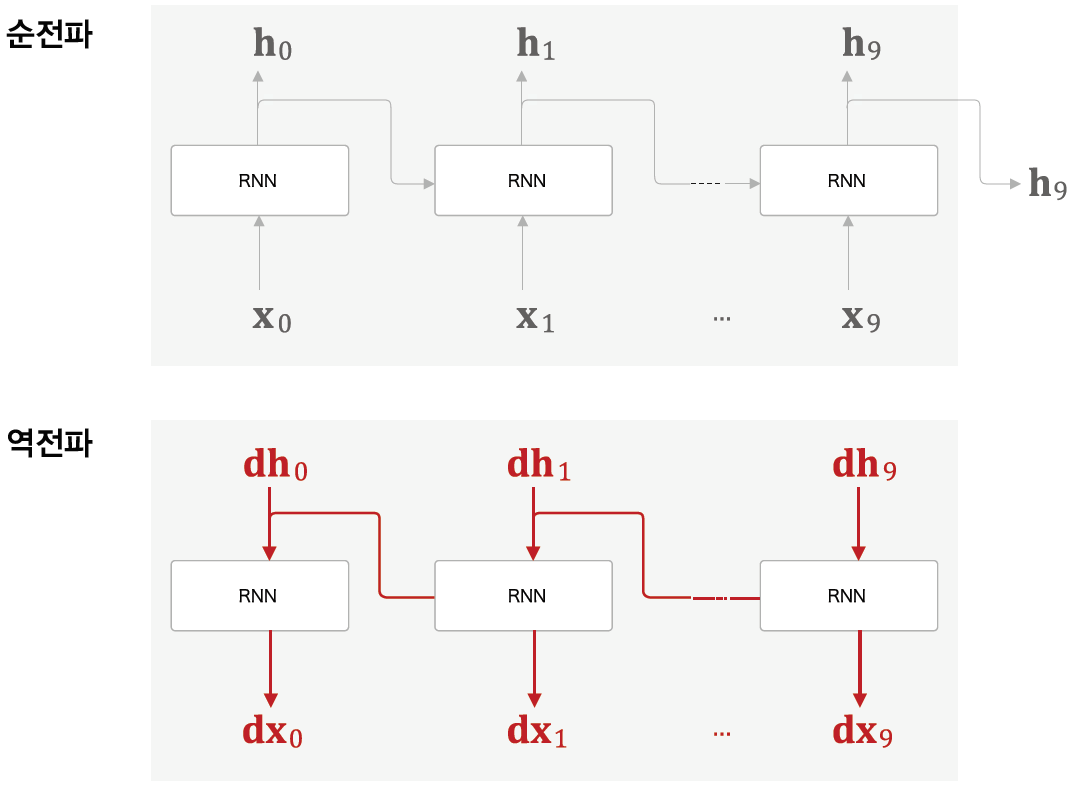 순전파
h0 h1 h9
RNN RNN RNN
h9
x0 x1 ... x9
역전파
dh0 dh1 dh9
RNN RNN RNN
dx0 dx1 ... dx9